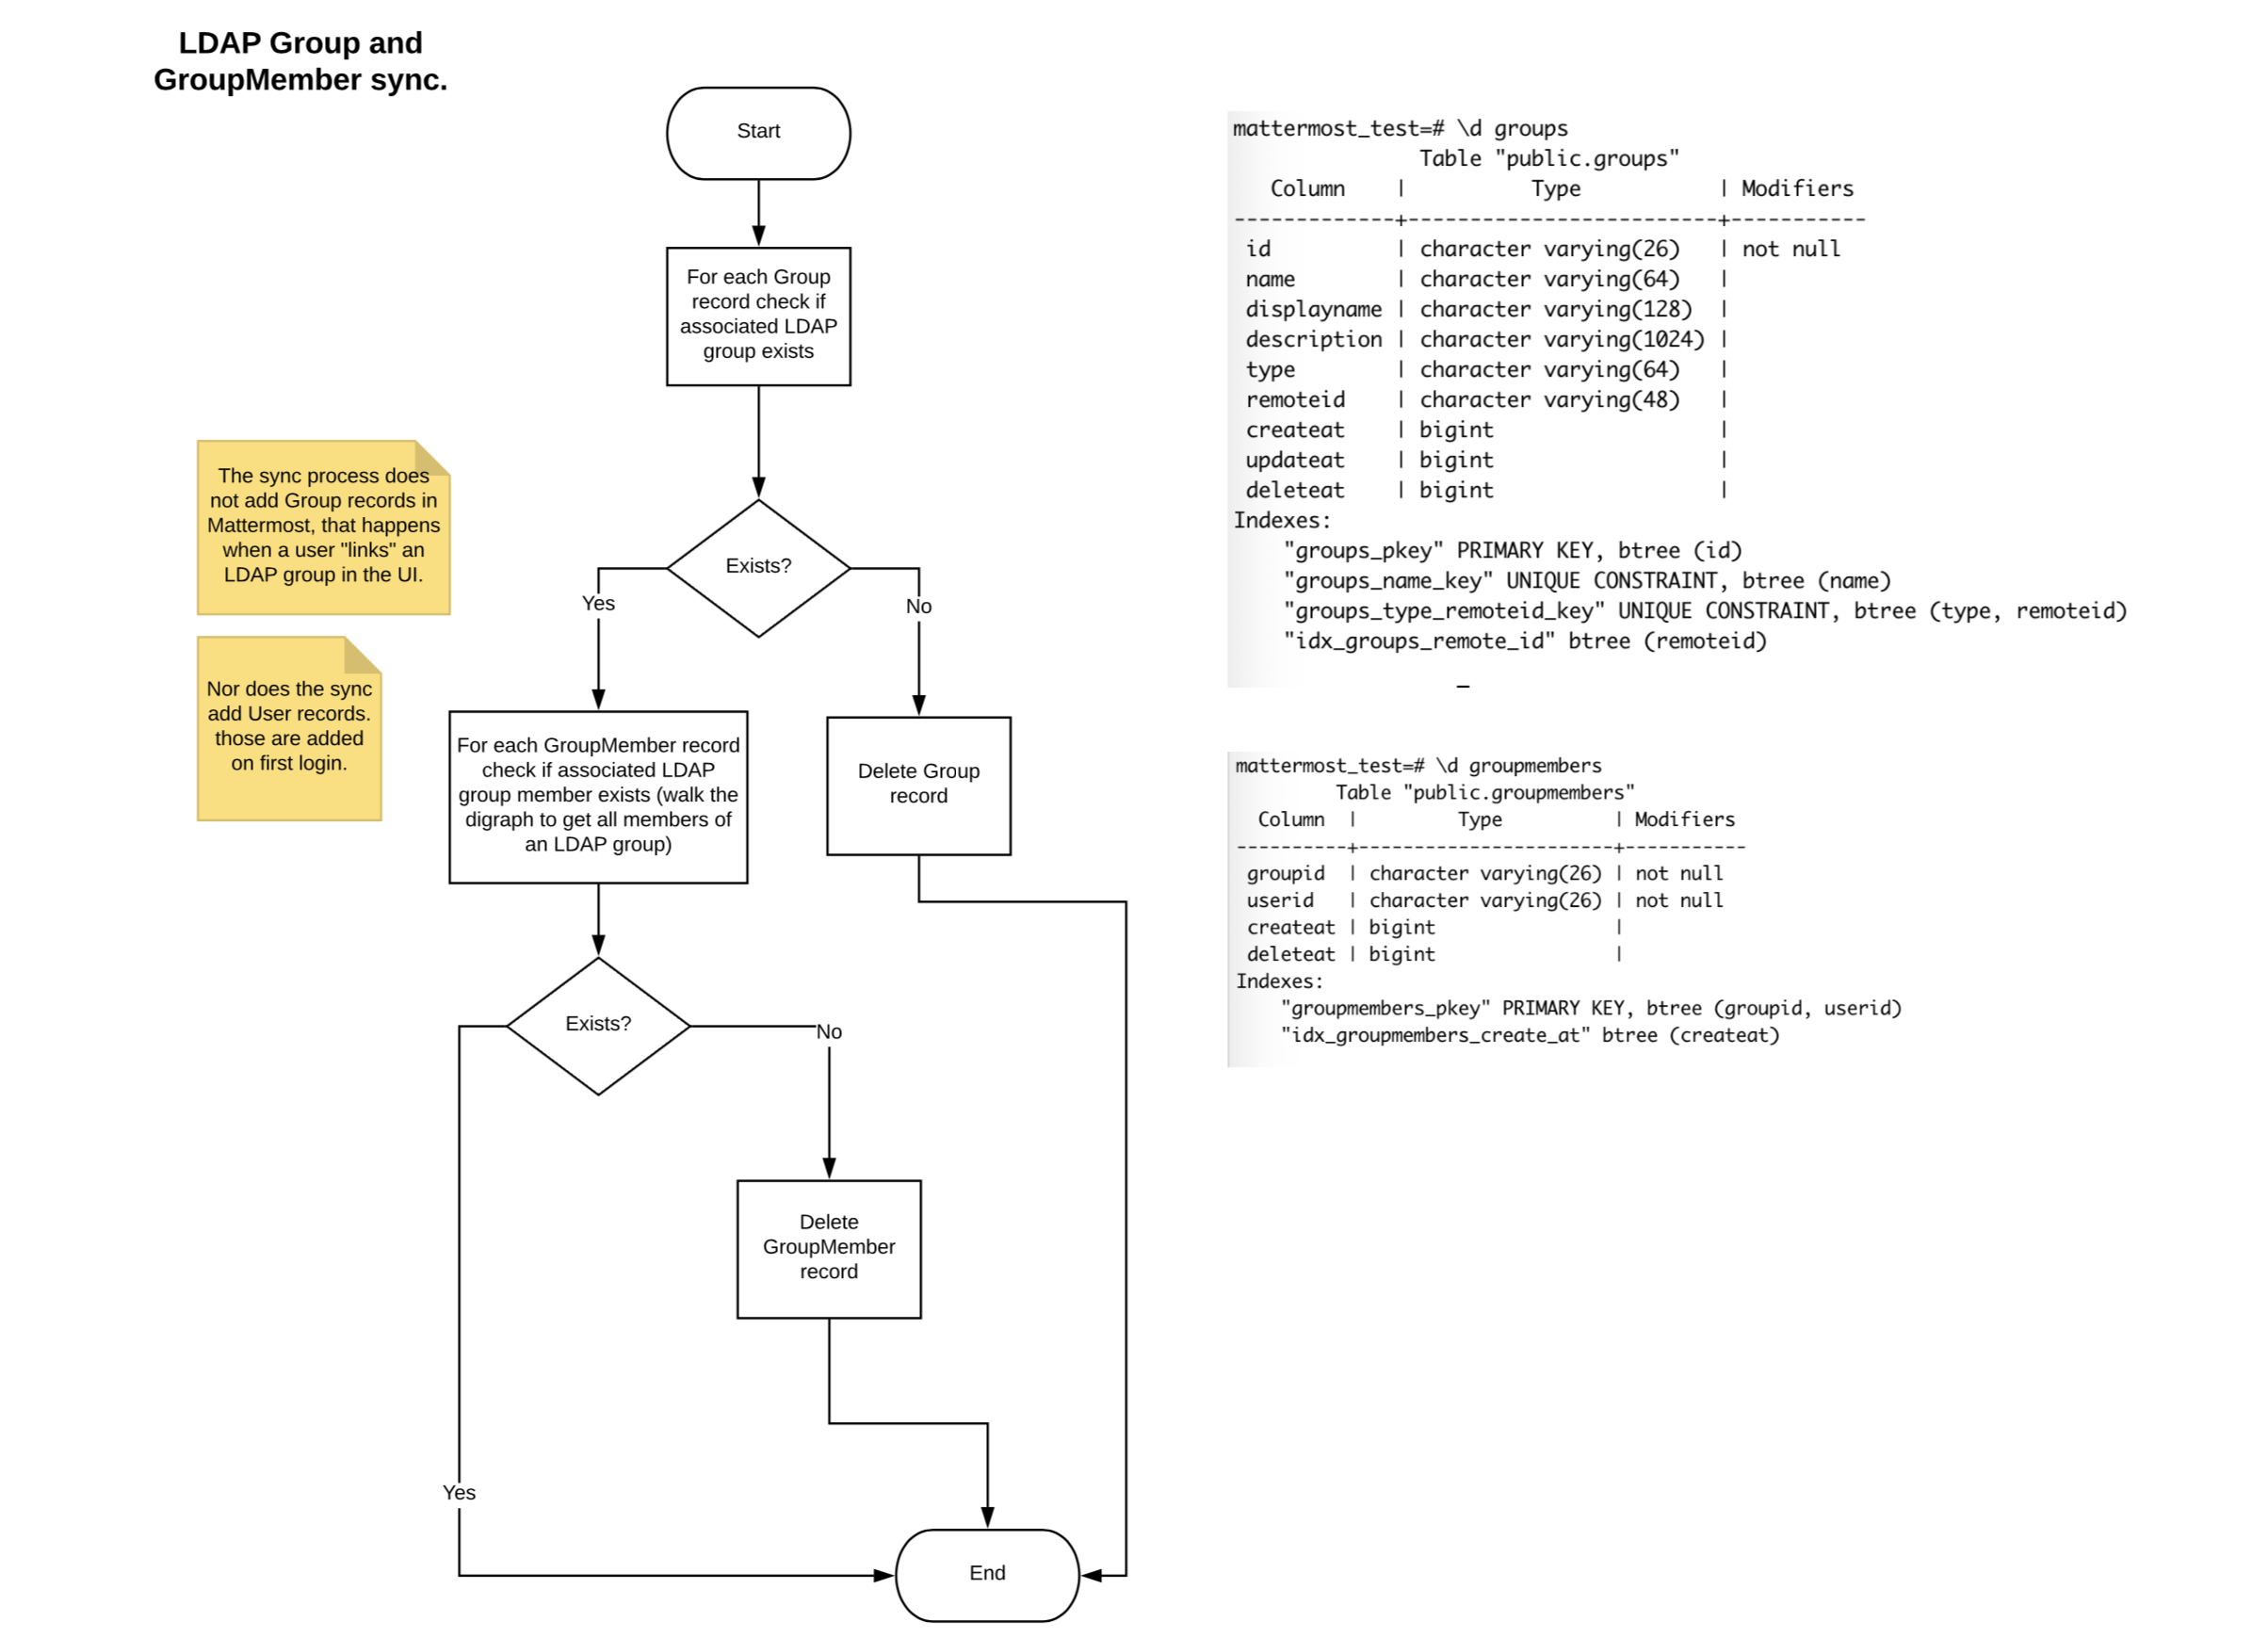 LDAP Group and
GroupMember sync.
Start
For each Group
record check if
associated LDAP
group exists
The sync process does
not add Group records in
Mattermost, that happens
when a user "links" an
LDAP group in the UI.
Exists?
Yes
No
Nor does the sync
add User records.
those are added
on first login.
For each GroupMember record
check if associated LDAP
group member exists (walk the
digraph to get all members of
an LDAP group)
Delete Group
record
Exists?
No
Delete
GroupMember
record
Yes
End
mattermost_test=# \d groups
Table "public.groups"
Column | Type | Modifiers
-------------+-------------------------+-----------
id | character varying(26) | not null
name | character varying(64) |
displayname | character varying(128) |
description | character varying(1024) |
type | character varying(64) |
remoteid | character varying(48) |
createat | bigint |
updateat | bigint |
deleteat | bigint |
Indexes:
"groups_pkey" PRIMARY KEY, btree (id)
"groups_name_key" UNIQUE CONSTRAINT, btree (name)
"groups_type_remoteid_key" UNIQUE CONSTRAINT, btree (type, remoteid)
"idx_groups_remote_id" btree (remoteid)
mattermost_test=# \d groupmembers
Table "public.groupmembers"
Column | Type | Modifiers
----------+-----------------------+-----------
groupid | character varying(26) | not null
userid | character varying(26) | not null
createat | bigint |
deleteat | bigint |
Indexes:
"groupmembers_pkey" PRIMARY KEY, btree (groupid, userid)
"idx_groupmembers_create_at" btree (createat)